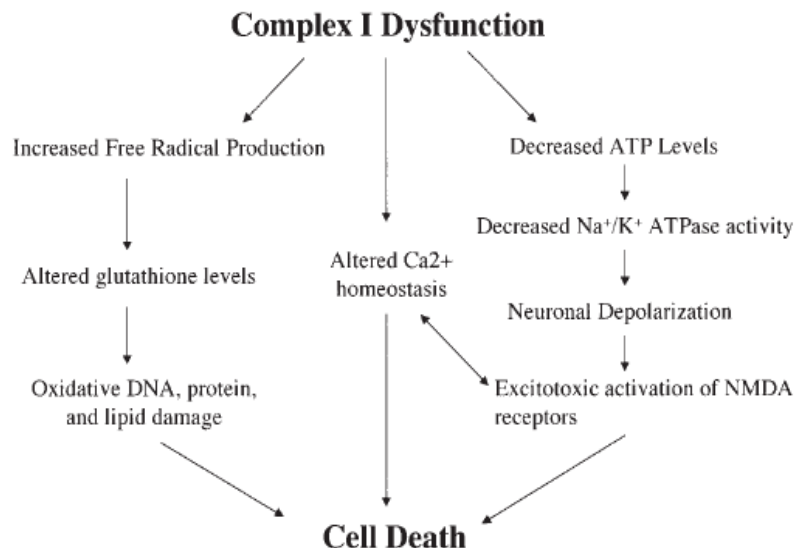 Complex I Dysfunction
Increased Free Radical Production
Decreased ATP Levels
Decreased Na⁺/K⁺ ATPase activity
Altered glutathione levels
Altered Ca2+
homeostasis
Neuronal Depolarization
Oxidative DNA, protein,
and lipid damage
Excitotoxic activation of NMDA
receptors
Cell Death